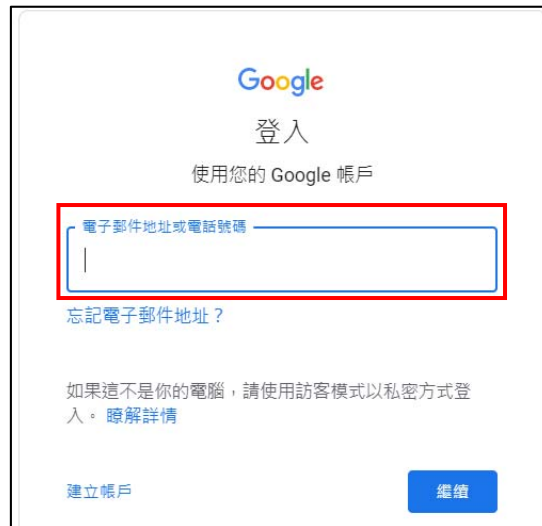 Google
登入
使用您的 Google 帳戶
電子郵件地址或電話號碼
忘記電子郵件地址？
如果這不是你的電腦，請使用訪客模式以私密方式登
入。 瞭解詳情
建立帳戶
繼續